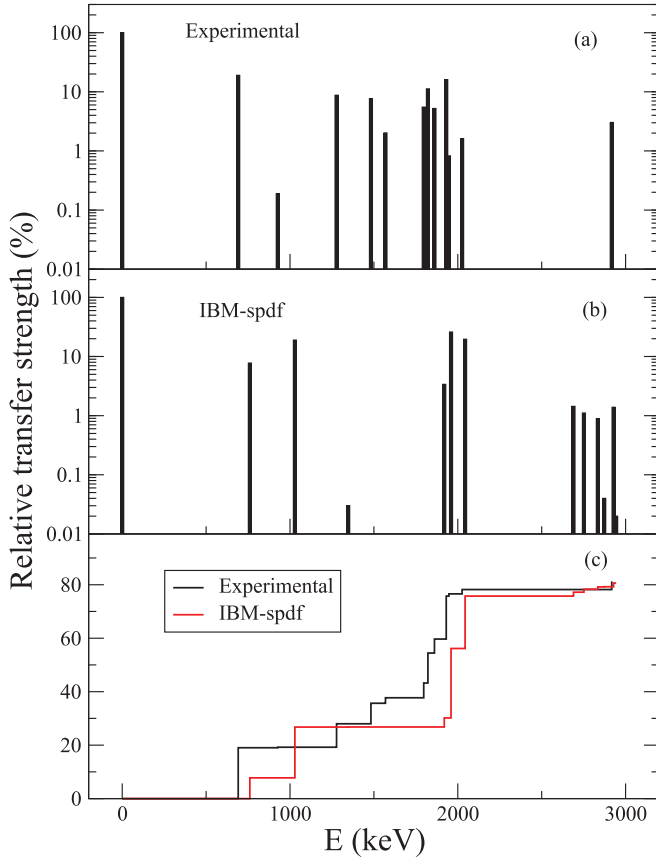 Relative transfer strength (%)
100
10
1
0.1
0.01
Experimental
(a)
100
10
1
0.1
0.01
IBM-spdf
(b)
80
60
40
20
0
(c)
Experimental
IBM-spdf
0 1000 2000 3000
E (keV)